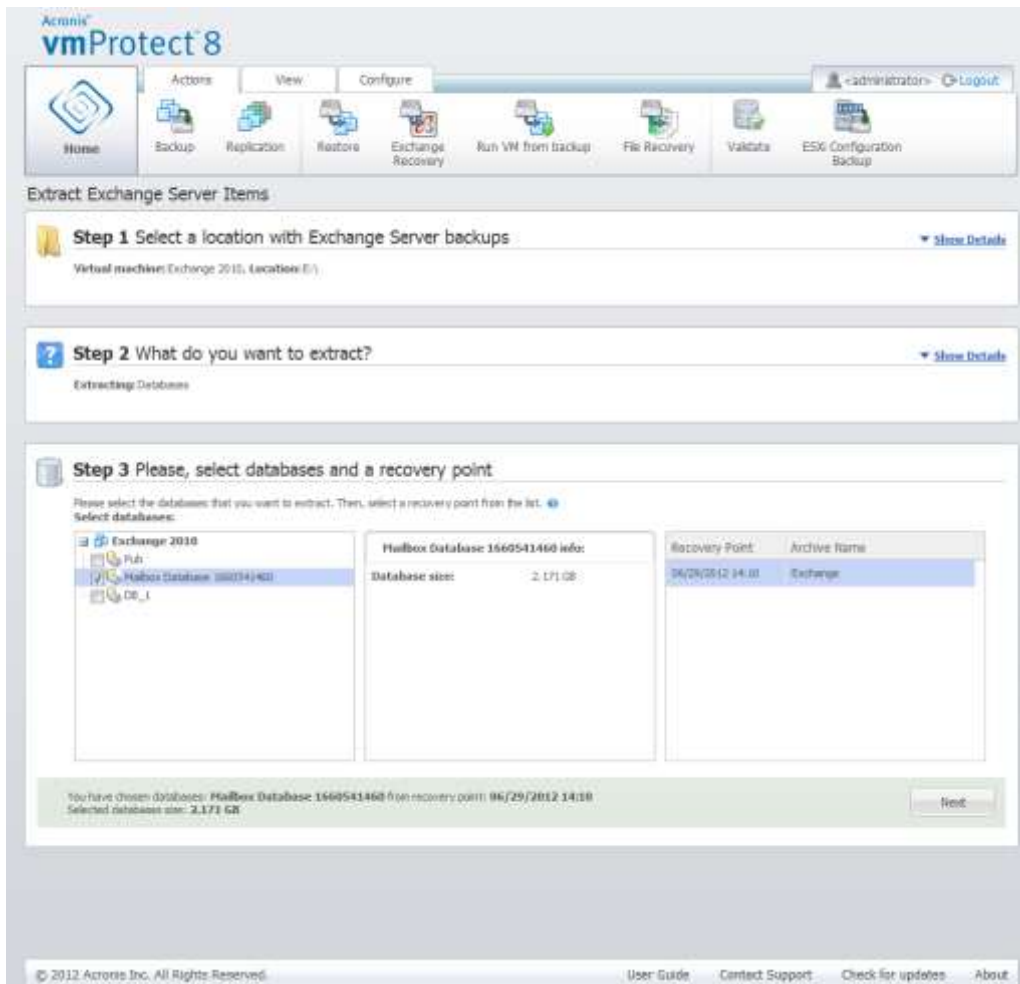 Acronis®
vmProtect 8
Actions View Configure <administrator> Logout
Home Backup Replication Restore Exchange Recovery Run VM from backup File Recovery Validate ESXi Configuration Backup
Extract Exchange Server Items
Step 1 Select a location with Exchange Server backups
Show Details
Virtual machine: Exchange 2010, Location: E:\
Step 2 What do you want to extract?
Show Details
Extracting: Databases
Step 3 Please, select databases and a recovery point
Please select the databases that you want to extract. Then, select a recovery point from the list.
Select databases:
Exchange 2010
Pub
Mailbox Database 1660541460
DB_1
Mailbox Database 1660541460 info:
Database size: 2.171 GB
Recovery Point Archive Name
06/29/2012 14:10 Exchange
You have chosen databases: Mailbox Database 1660541460 from recovery point: 06/29/2012 14:10
Selected databases size: 2.171 GB
Next
© 2012 Acronis Inc. All Rights Reserved. User Guide Contact Support Check for updates About